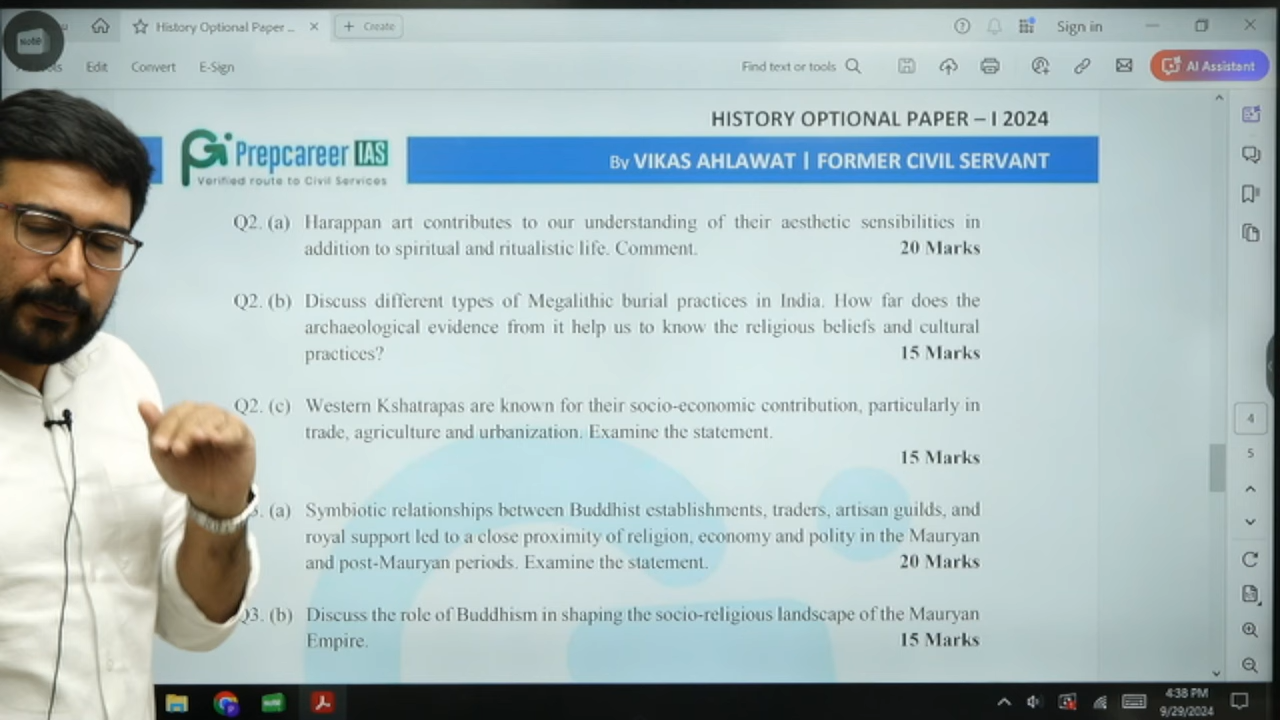 note
History Optional Paper ...
+ Create
Sign in
Edit
Convert
E-Sign
Find text or tools
AI Assistant
HISTORY OPTIONAL PAPER – I 2024
Prepcareer IAS
Verified route to Civil Services
By VIKAS AHLAWAT | FORMER CIVIL SERVANT
Q2. (a) Harappan art contributes to our understanding of their aesthetic sensibilities in
addition to spiritual and ritualistic life. Comment. 20 Marks
Q2. (b) Discuss different types of Megalithic burial practices in India. How far does the
archaeological evidence from it help us to know the religious beliefs and cultural
practices? 15 Marks
Q2. (c) Western Kshatrapas are known for their socio-economic contribution, particularly in
trade, agriculture and urbanization. Examine the statement.
15 Marks
. (a) Symbiotic relationships between Buddhist establishments, traders, artisan guilds, and
royal support led to a close proximity of religion, economy and polity in the Mauryan
and post-Mauryan periods. Examine the statement. 20 Marks
Q3. (b) Discuss the role of Buddhism in shaping the socio-religious landscape of the Mauryan
Empire. 15 Marks
4
5
4:38 PM
9/29/2024